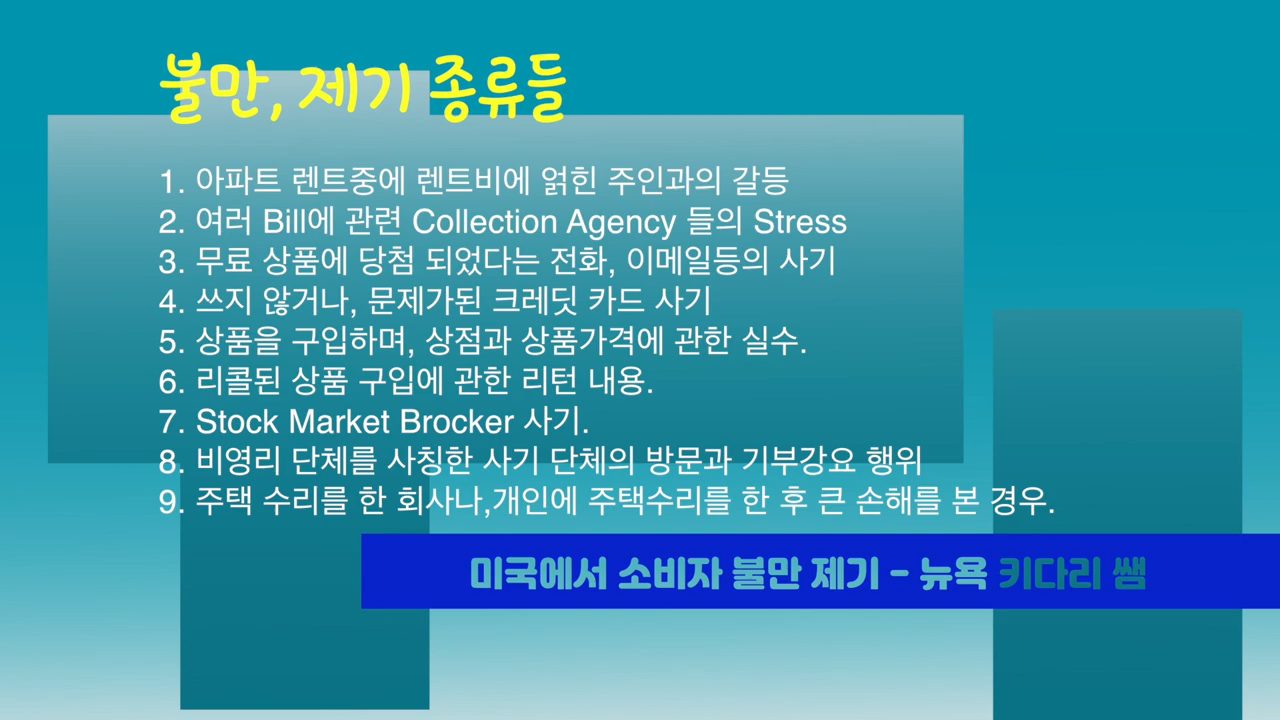 불만, 제기 종류들
1. 아파트 렌트중에 렌트비에 얽힌 주인과의 갈등
2. 여러 Bill에 관련 Collection Agency 들의 Stress
3. 무료 상품에 당첨 되었다는 전화, 이메일등의 사기
4. 쓰지 않거나, 문제가된 크레딧 카드 사기
5. 상품을 구입하며, 상점과 상품가격에 관한 실수.
6. 리콜된 상품 구입에 관한 리턴 내용.
7. Stock Market Brocker 사기.
8. 비영리 단체를 사칭한 사기 단체의 방문과 기부강요 행위
9. 주택 수리를 한 회사나,개인에 주택수리를 한 후 큰 손해를 본 경우.
미국에서 소비자 불만 제기 - 뉴욕 키다리 쌤